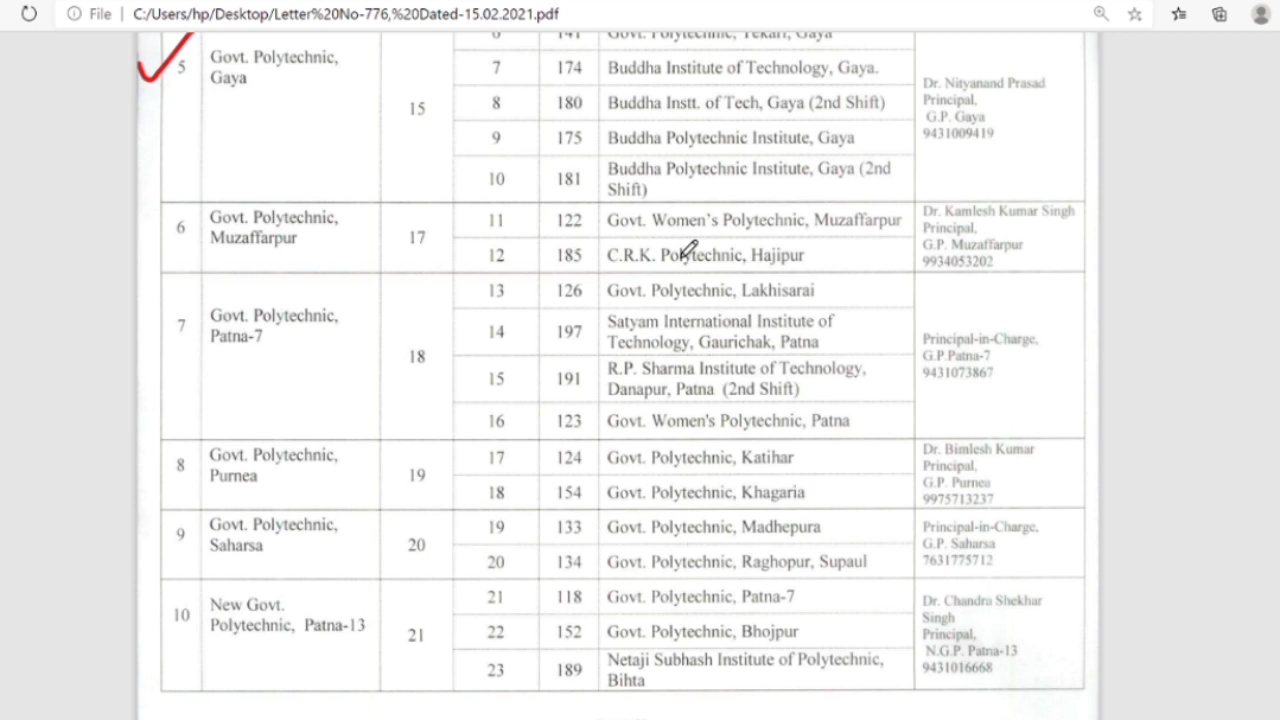 File | C:/Users/hp/Desktop/Letter%20No-776,%20Dated-15.02.2021.pdf
6 141 Govt. Polytechnic, Tekari, Gaya
5 Govt. Polytechnic,
Gaya
15
7 174 Buddha Institute of Technology, Gaya.
8 180 Buddha Instt. of Tech, Gaya (2nd Shift)
9 175 Buddha Polytechnic Institute, Gaya
10 181 Buddha Polytechnic Institute, Gaya (2nd
Shift)
Dr. Nityanand Prasad
Principal,
G.P. Gaya
9431009419
6 Govt. Polytechnic,
Muzaffarpur
17
11 122 Govt. Women's Polytechnic, Muzaffarpur
12 185 C.R.K. Polytechnic, Hajipur
Dr. Kamlesh Kumar Singh
Principal,
G.P. Muzaffarpur
9934053202
7 Govt. Polytechnic,
Patna-7
18
13 126 Govt. Polytechnic, Lakhisarai
14 197 Satyam International Institute of
Technology, Gaurichak, Patna
15 191 R.P. Sharma Institute of Technology,
Danapur, Patna (2nd Shift)
16 123 Govt. Women's Polytechnic, Patna
Principal-in-Charge,
G.P.Patna-7
9431073867
8 Govt. Polytechnic,
Purnea
19
17 124 Govt. Polytechnic, Katihar
18 154 Govt. Polytechnic, Khagaria
Dr. Bimlesh Kumar
Principal,
G.P. Purnea
9975713237
9 Govt. Polytechnic,
Saharsa
20
19 133 Govt. Polytechnic, Madhepura
20 134 Govt. Polytechnic, Raghopur, Supaul
Principal-in-Charge,
G.P. Saharsa
7631775712
10 New Govt.
Polytechnic, Patna-13
21
21 118 Govt. Polytechnic, Patna-7
22 152 Govt. Polytechnic, Bhojpur
23 189 Netaji Subhash Institute of Polytechnic,
Bihta
Dr. Chandra Shekhar
Singh
Principal,
N.G.P. Patna-13
9431016668